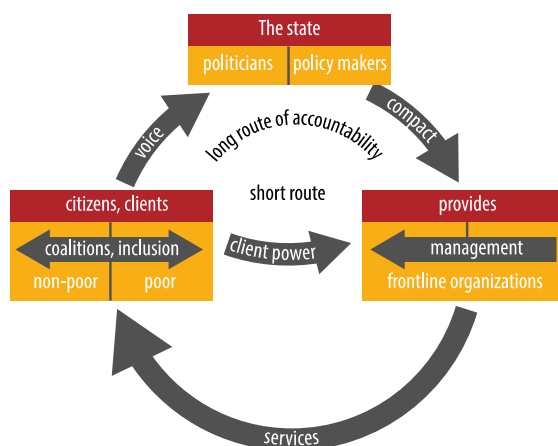 The state
politicians
policy makers
voice
compact
long route of accountability
short route
citizens, clients
provides
coalitions, inclusion
client power
management
non-poor
poor
frontline organizations
services